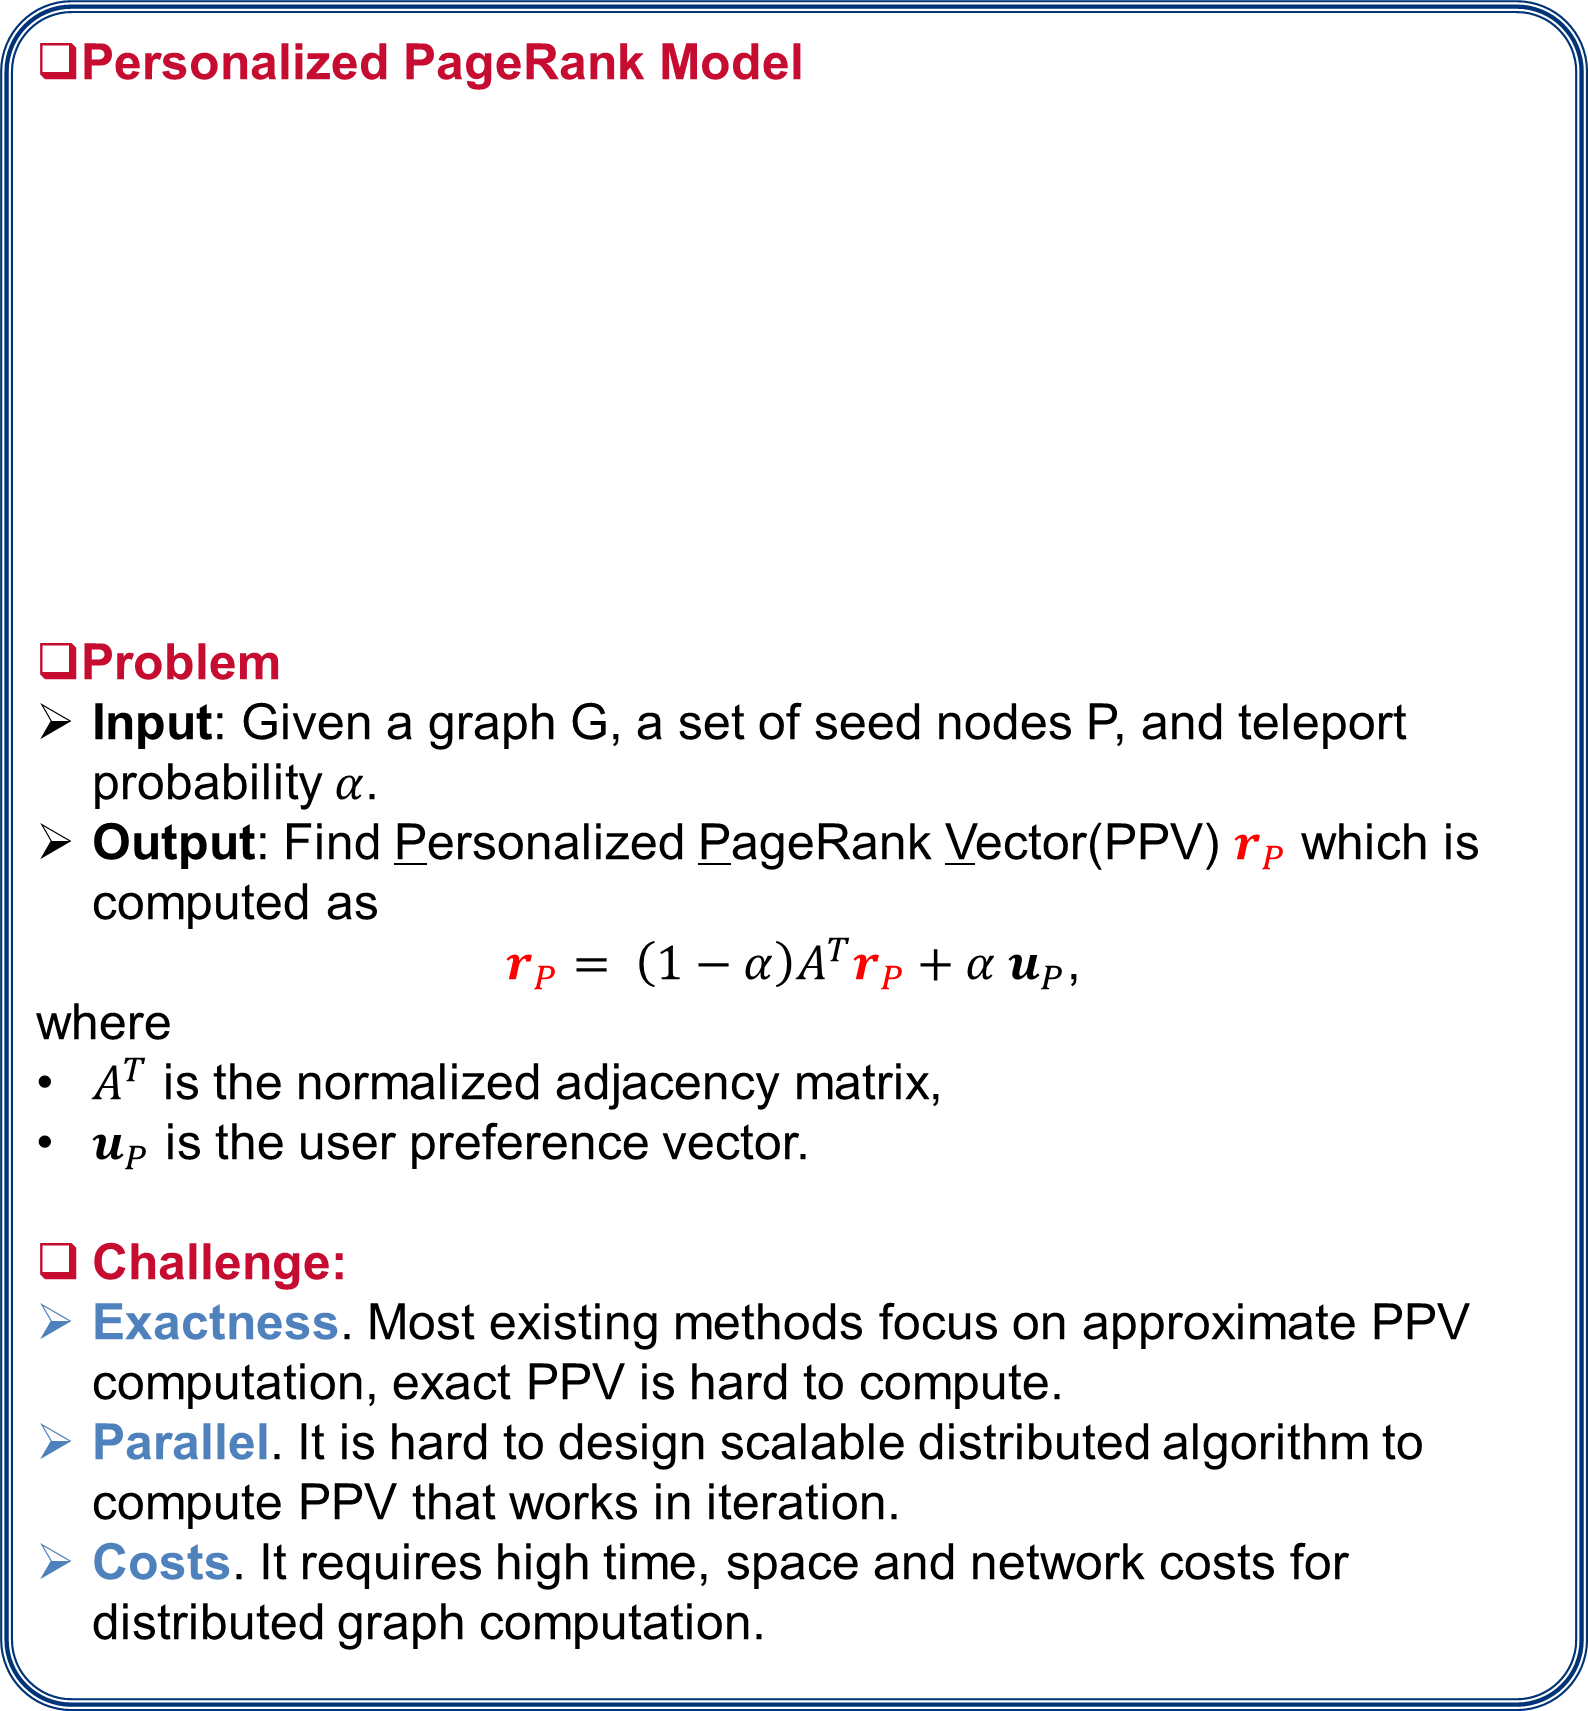 ❑Personalized PageRank Model
❑Problem
➢ Input: Given a graph G, a set of seed nodes P, and teleport
probability α.
➢ Output: Find Personalized PageRank Vector(PPV) r_P which is
computed as
r_P = (1 − α)A^T r_P + α u_P,
where
• A^T is the normalized adjacency matrix,
• u_P is the user preference vector.
❑ Challenge:
➢ Exactness. Most existing methods focus on approximate PPV
computation, exact PPV is hard to compute.
➢ Parallel. It is hard to design scalable distributed algorithm to
compute PPV that works in iteration.
➢ Costs. It requires high time, space and network costs for
distributed graph computation.